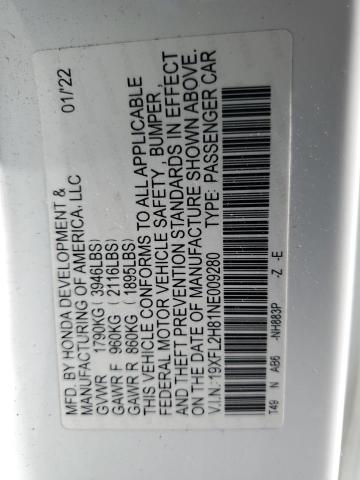 MFD. BY HONDA DEVELOPMENT & 01/'22
MANUFACTURING OF AMERICA. LLC
GVWR 1790KG ( 3946LBS)
GAWR F 960KG ( 2116LBS)
GAWR R 860KG ( 1895LBS)
THIS VEHICLE CONFORMS TO ALL APPLICABLE
FEDERAL MOTOR VEHICLE SAFETY , BUMPER ,
AND THEFT PREVENTION STANDARDS IN EFFECT
ON THE DATE OF MANUFACTURE SHOWN ABOVE.
V.I.N.: 19XFL2H81NE009280 TYPE: PASSENGER CAR
T49 N AB6 -NH883P -Z -E